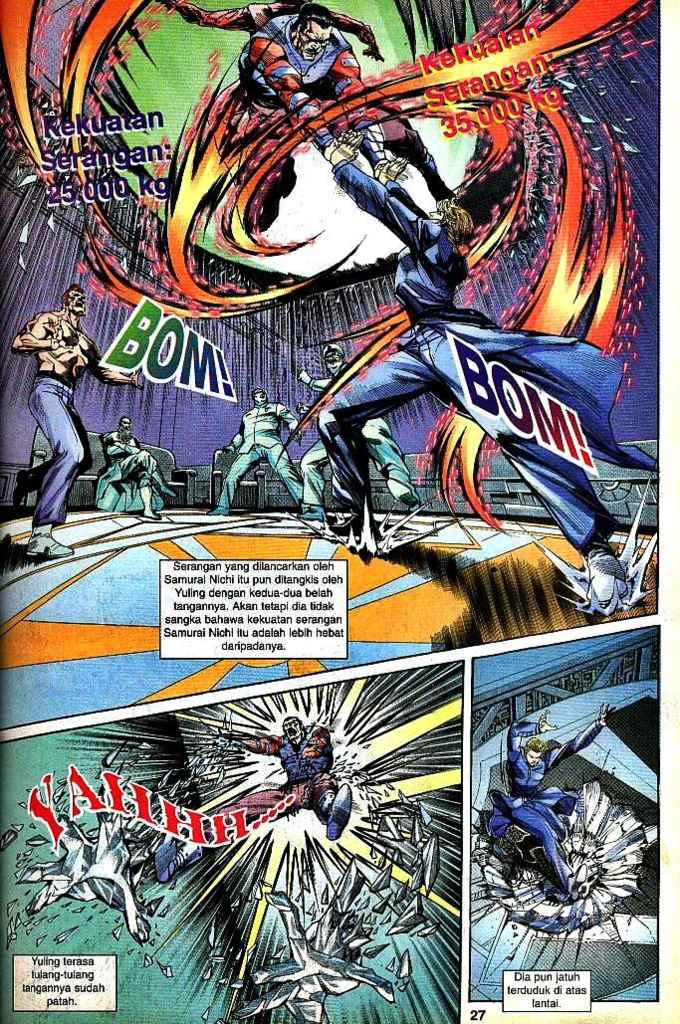 Kekuatan
Serangan:
35,000 kg
Kekuatan
Serangan:
25,000 kg
BOM!
BOM!
Serangan yang dilancarkan oleh
Samurai Nichi itu pun ditangkis oleh
Yuling dengan kedua-dua belah
tangannya. Akan tetapi dia tidak
sangka bahawa kekuatan serangan
Samurai Nichi itu adalah lebih hebat
daripadanya.
YAHHHH.....
Yuling terasa
tulang-tulang
tangannya sudah
patah.
Dia pun jatuh
terduduk di atas
lantai.
27